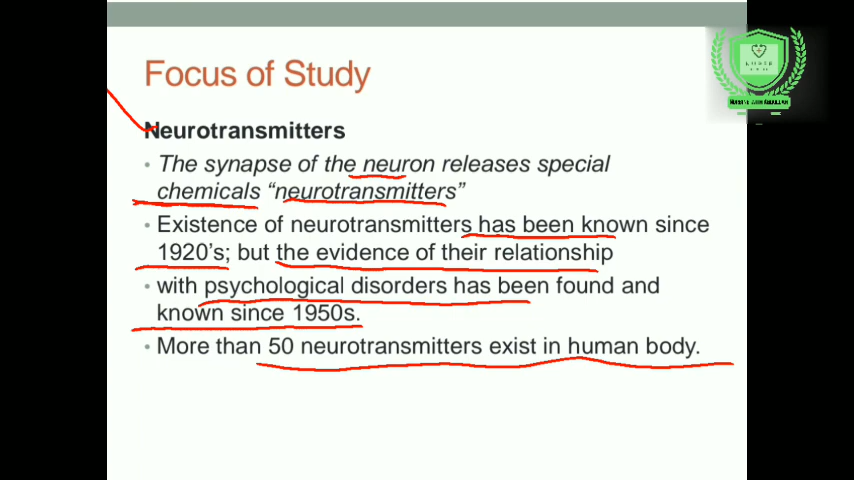 Focus of Study
Neurotransmitters
• The synapse of the neuron releases special
chemicals “neurotransmitters”
• Existence of neurotransmitters has been known since
1920’s; but the evidence of their relationship
• with psychological disorders has been found and
known since 1950s.
• More than 50 neurotransmitters exist in human body.